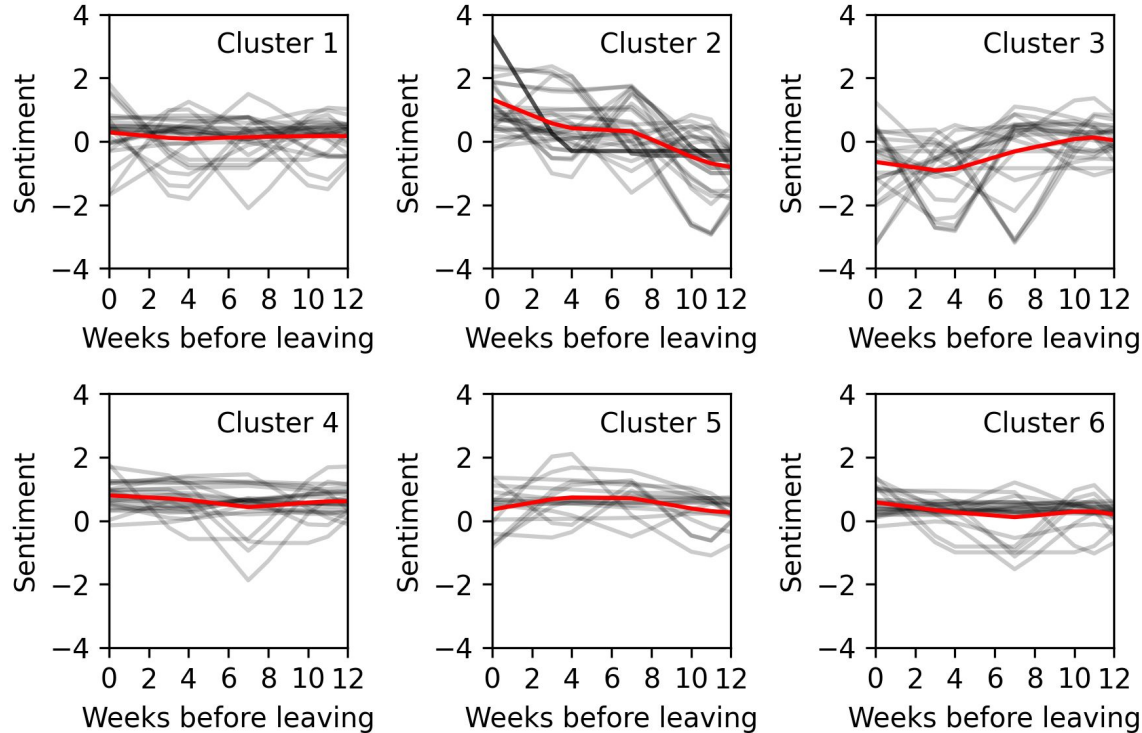 Cluster 1
Sentiment
4
2
0
−2
−4
0 2 4 6 8 10 12
Weeks before leaving
Cluster 2
Sentiment
4
2
0
−2
−4
0 2 4 6 8 10 12
Weeks before leaving
Cluster 3
Sentiment
4
2
0
−2
−4
0 2 4 6 8 10 12
Weeks before leaving
Cluster 4
Sentiment
4
2
0
−2
−4
0 2 4 6 8 10 12
Weeks before leaving
Cluster 5
Sentiment
4
2
0
−2
−4
0 2 4 6 8 10 12
Weeks before leaving
Cluster 6
Sentiment
4
2
0
−2
−4
0 2 4 6 8 10 12
Weeks before leaving